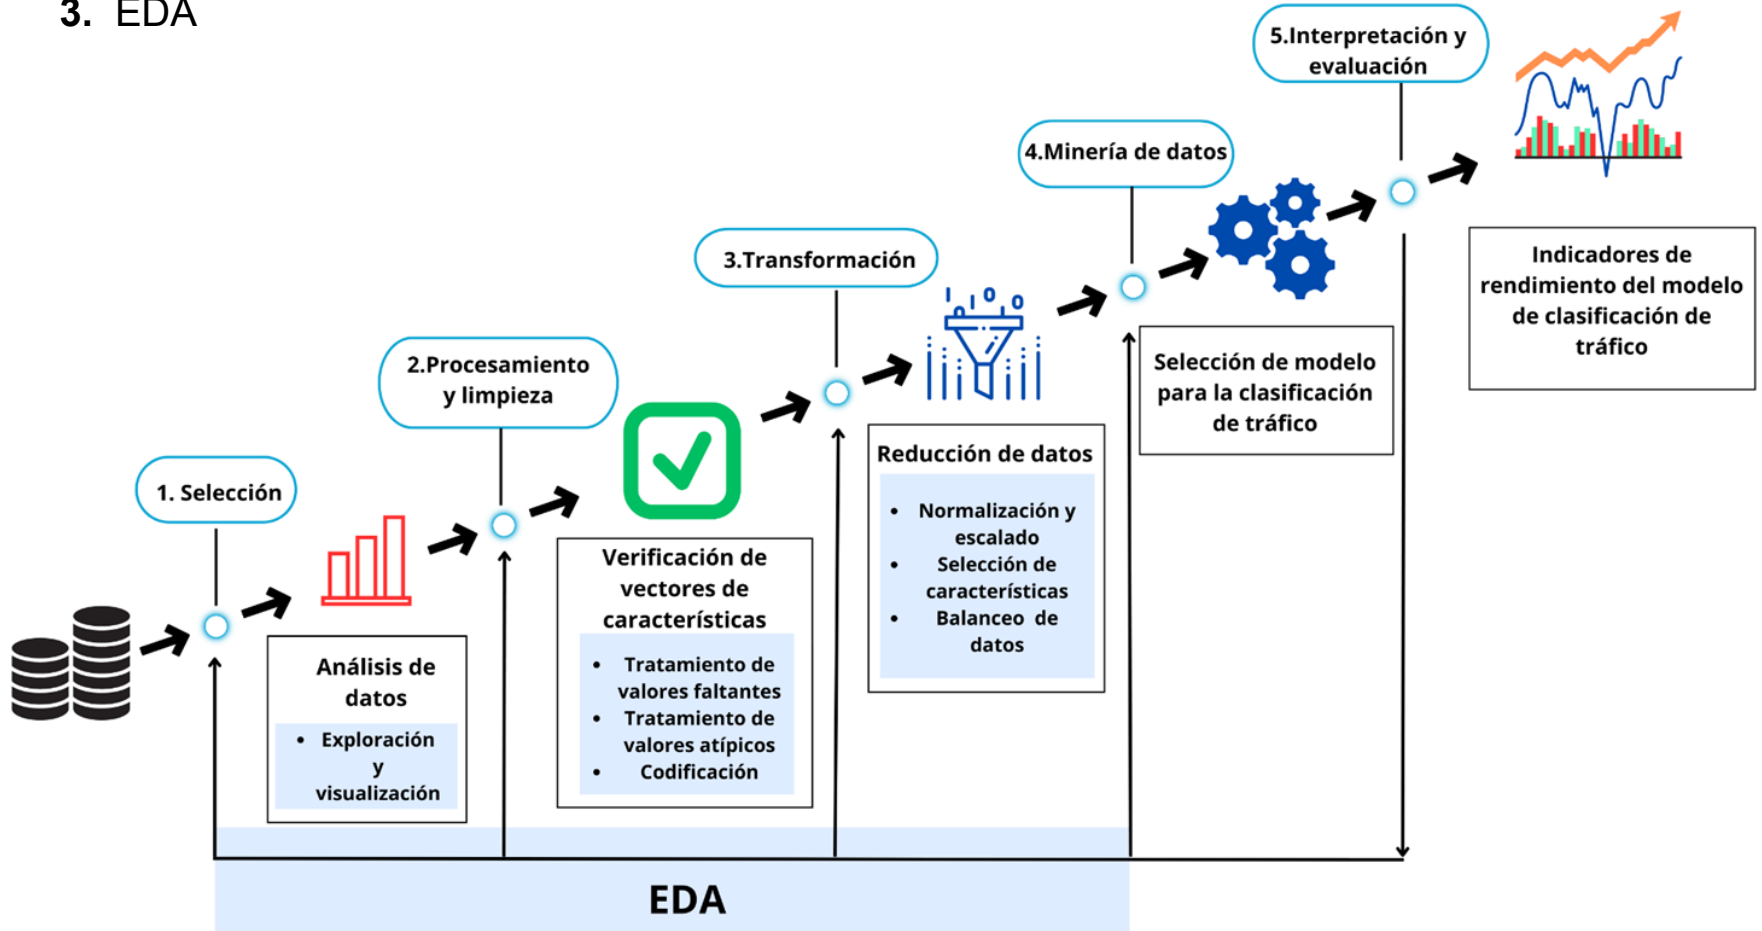 3. EDA
1. Selección
Análisis de
datos
• Exploración
y
visualización
2.Procesamiento
y limpieza
Verificación de
vectores de
características
• Tratamiento de
valores faltantes
• Tratamiento de
valores atípicos
• Codificación
3.Transformación
Reducción de datos
• Normalización y
escalado
• Selección de
características
• Balanceo de
datos
4.Minería de datos
Selección de modelo
para la clasificación
de tráfico
5.Interpretación y
evaluación
Indicadores de
rendimiento del modelo
de clasificación de
tráfico
EDA